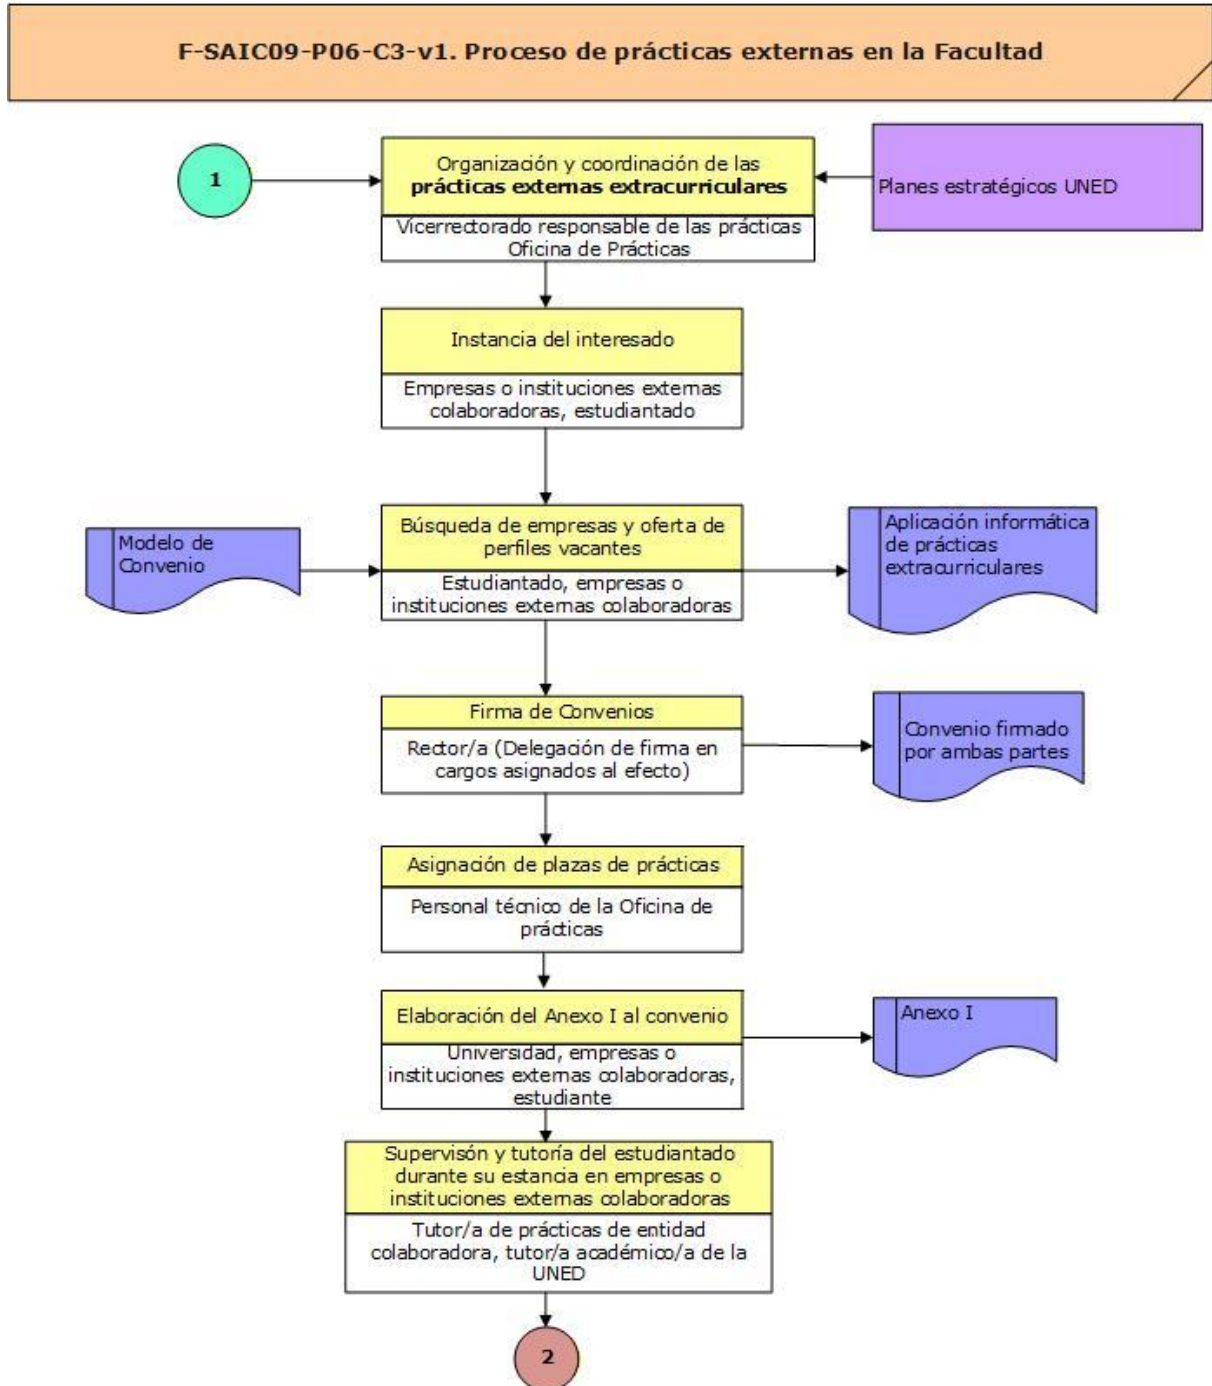 F-SAIC09-P06-C3-v1. Proceso de prácticas externas en la Facultad
1
Organización y coordinación de las
prácticas externas extracurriculares
Vicerrectorado responsable de las prácticas
Oficina de Prácticas
Planes estratégicos UNED
Instancia del interesado
Empresas o instituciones externas
colaboradoras, estudiantado
Modelo de
Convenio
Búsqueda de empresas y oferta de
perfiles vacantes
Estudiantado, empresas o
instituciones externas colaboradoras
Aplicación informática
de prácticas
extracurriculares
Firma de Convenios
Rector/a (Delegación de firma en
cargos asignados al efecto)
Convenio firmado
por ambas partes
Asignación de plazas de prácticas
Personal técnico de la Oficina de
prácticas
Elaboración del Anexo I al convenio
Universidad, empresas o
instituciones externas colaboradoras,
estudiante
Anexo I
Supervisón y tutoría del estudiantado
durante su estancia en empresas o
instituciones externas colaboradoras
Tutor/a de prácticas de entidad
colaboradora, tutor/a académico/a de la
UNED
2